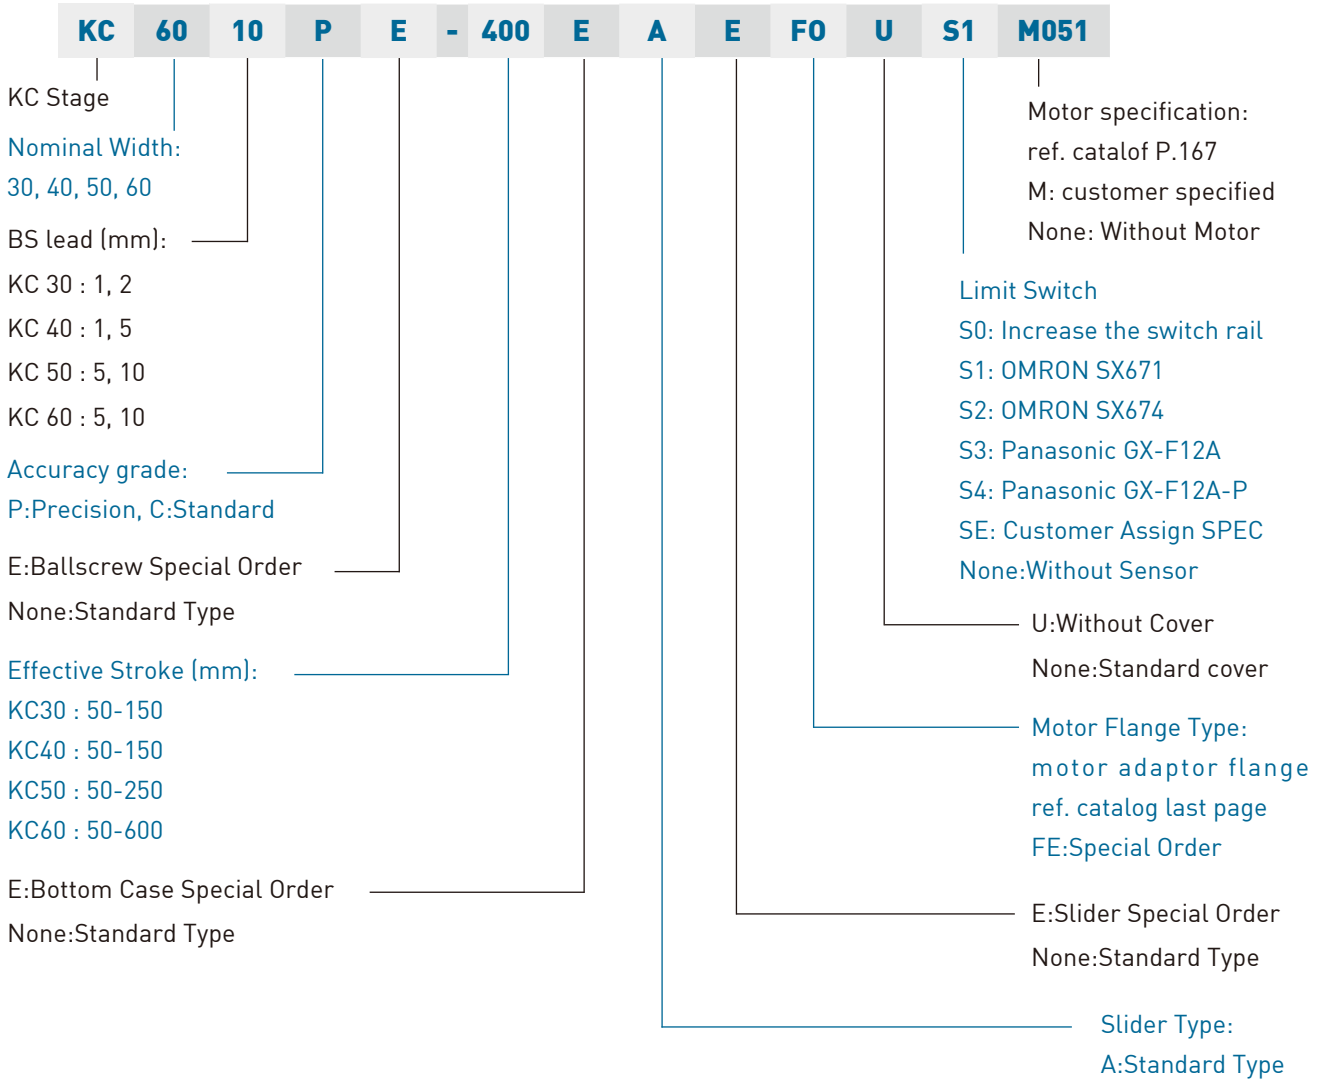 KC 60 10 P E - 400 E A E F0 U S1 M051
KC Stage
Nominal Width:
30, 40, 50, 60
BS lead (mm):
KC 30 : 1, 2
KC 40 : 1, 5
KC 50 : 5, 10
KC 60 : 5, 10
Accuracy grade:
P:Precision, C:Standard
E:Ballscrew Special Order
None:Standard Type
Effective Stroke (mm):
KC30 : 50-150
KC40 : 50-150
KC50 : 50-250
KC60 : 50-600
E:Bottom Case Special Order
None:Standard Type
Motor specification:
ref. catalof P.167
M: customer specified
None: Without Motor
Limit Switch
S0: Increase the switch rail
S1: OMRON SX671
S2: OMRON SX674
S3: Panasonic GX-F12A
S4: Panasonic GX-F12A-P
SE: Customer Assign SPEC
None:Without Sensor
U:Without Cover
None:Standard cover
Motor Flange Type:
motor adaptor flange
ref. catalog last page
FE:Special Order
E:Slider Special Order
None:Standard Type
Slider Type:
A:Standard Type